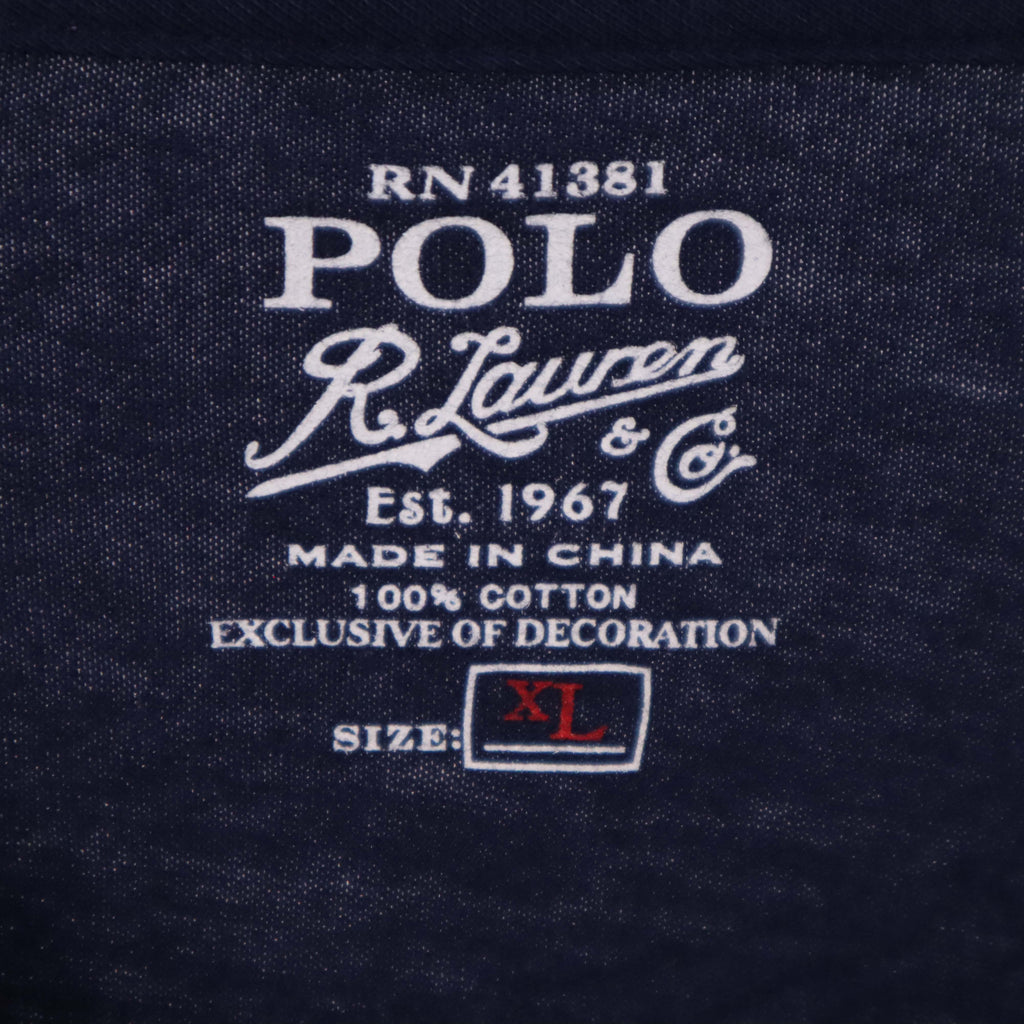 RN 41381
POLO
R. Lauren
& Co.
Est. 1967
MADE IN CHINA
100% COTTON
EXCLUSIVE OF DECORATION
SIZE: XL